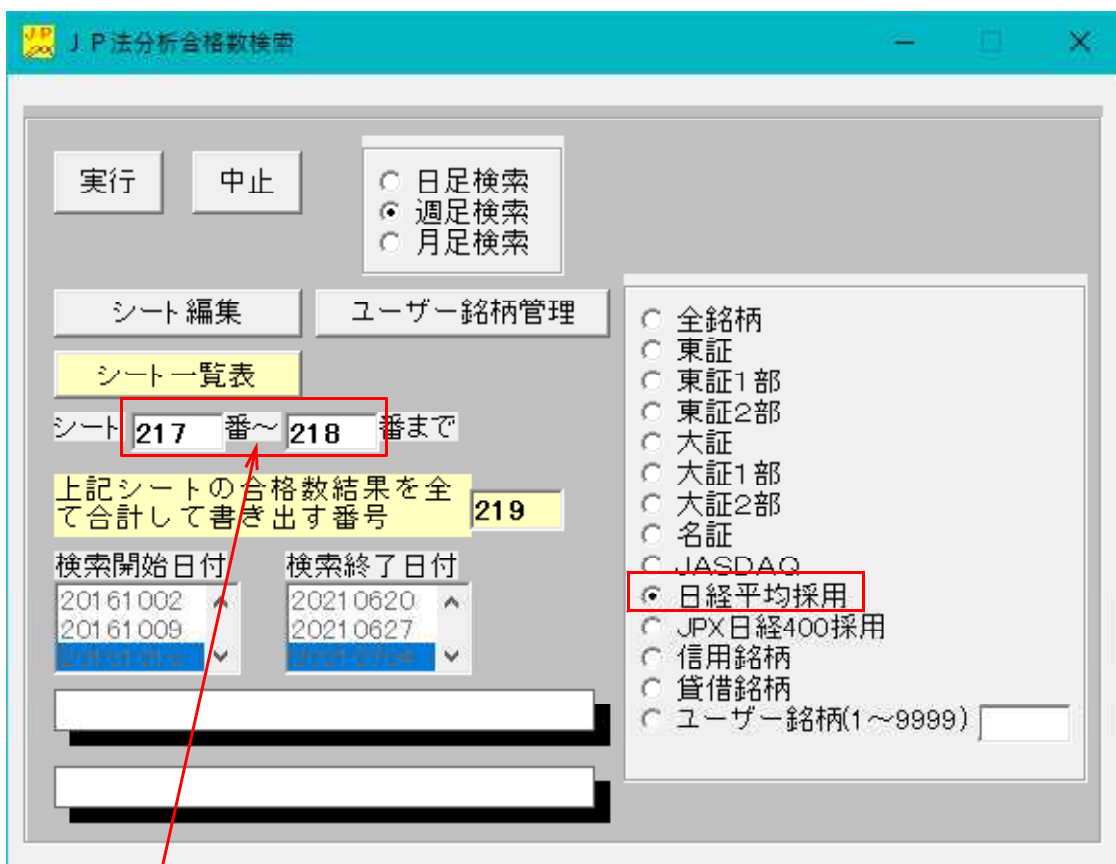 JP法分析合格数検索
実行
中止
日足検索
週足検索
月足検索
シート編集
ユーザー銘柄管理
シート一覧表
シート 217 番～ 218 番まで
上記シートの合格数結果を全
て合計して書き出す番号
219
検索開始日付
検索終了日付
20161002
20161009
20210620
20210627
全銘柄
東証
東証1部
東証2部
大証
大証1部
大証2部
名証
JASDAQ
日経平均採用
JPX日経400採用
信用銘柄
貸借銘柄
ユーザー銘柄(1～9999)